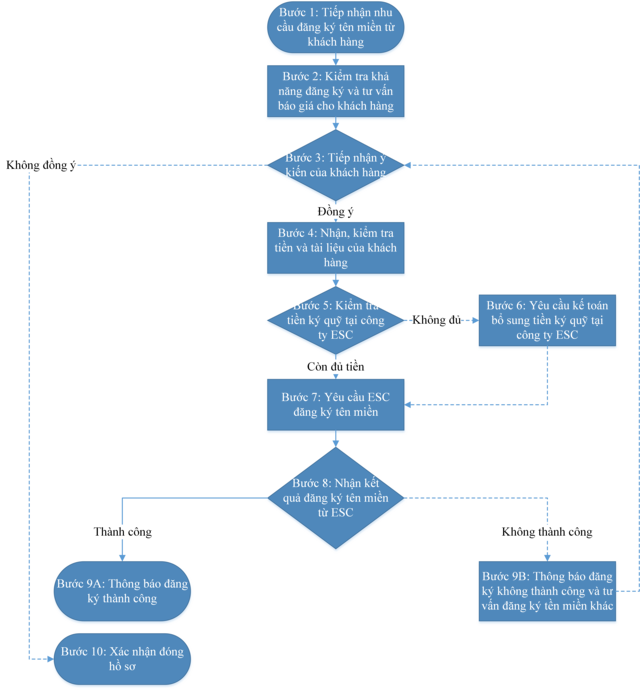 Bước 1: Tiếp nhận nhu
cầu đăng ký tên miền từ
khách hàng
Bước 2: Kiểm tra khả
năng đăng ký và tư vấn
báo giá cho khách hàng
Không đồng ý
Bước 3: Tiếp nhận ý
kiến của khách hàng
Đồng ý
Bước 4: Nhận, kiểm tra
tiền và tài liệu của khách
hàng
Bước 5: Kiểm tra
tiền ký quỹ tại công
ty ESC
Không đủ
Bước 6: Yêu cầu kế toán
bổ sung tiền ký quỹ tại
công ty ESC
Còn đủ tiền
Bước 7: Yêu cầu ESC
đăng ký tên miền
Bước 8: Nhận kết
quả đăng ký tên miền
từ ESC
Thành công
Không thành công
Bước 9A: Thông báo đăng
ký thành công
Bước 9B: Thông báo đăng
ký không thành công và tư
vấn đăng ký tền miền khác
Bước 10: Xác nhận đóng
hồ sơ